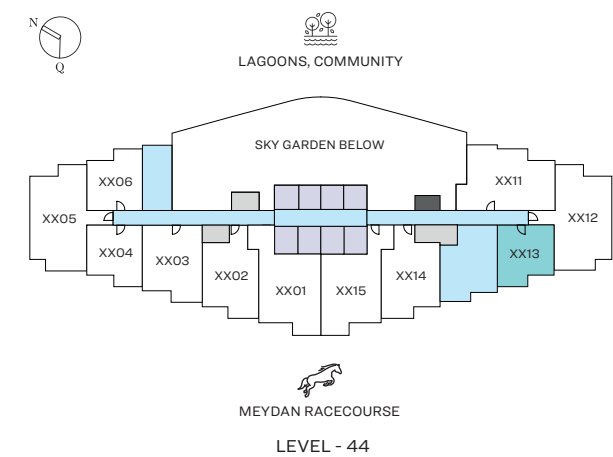 N
Q
LAGOONS, COMMUNITY
SKY GARDEN BELOW
XX06
XX11
XX05
XX12
XX04
XX03
XX13
XX02
XX14
XX01
XX15
MEYDAN RACECOURSE
LEVEL - 44